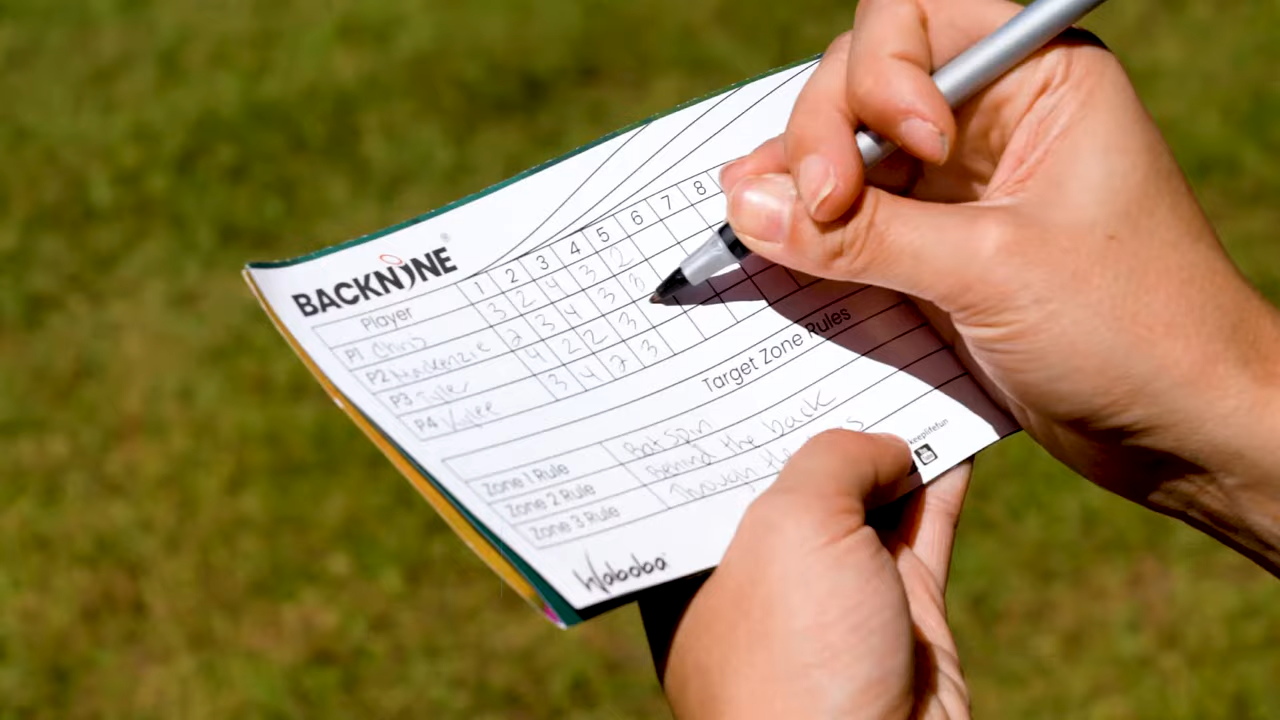 BACKNINE®
Player 1 2 3 4 5 6 7 8
P1 Chris 3 2 4 3 2
P2 Mackenzie 2 3 4 3
P3 Tyler 4 2 2 3
P4 Kylee 3 4 2 3
Target Zone Rules
Zone 1 Rule Bat Spin
Zone 2 Rule Behind the back
Zone 3 Rule Through the
keeplifefun
Waboba